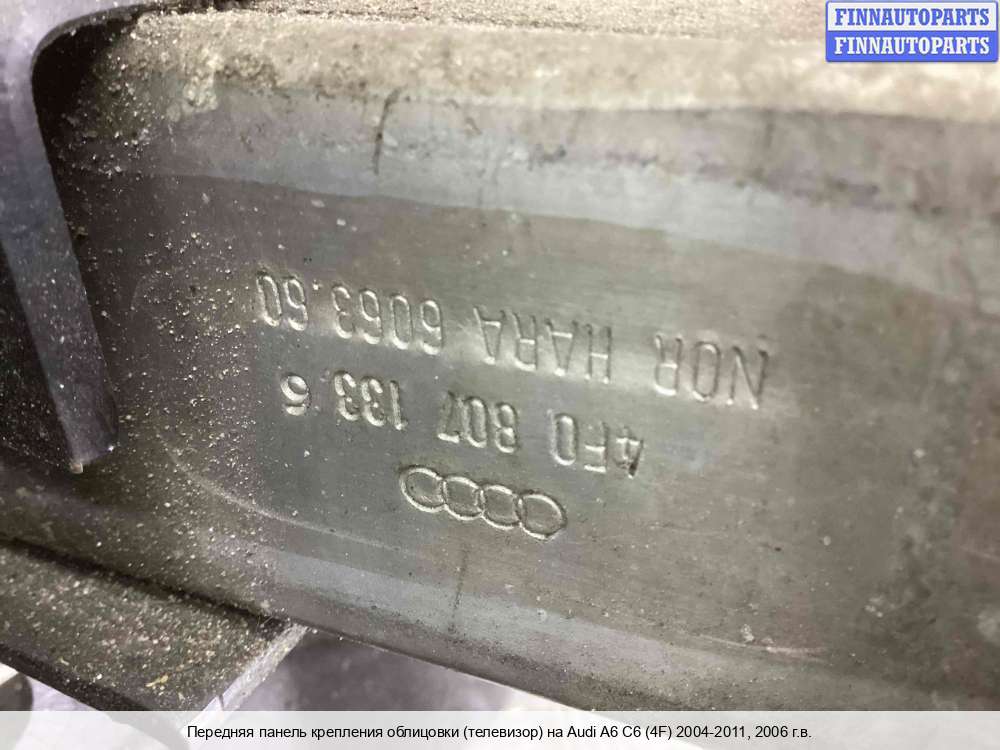 FINNAUTOPARTS
FINNAUTOPARTS
4F0 807 133
NOR HARA 6063.60
Передняя панель крепления облицовки (телевизор) на Audi A6 C6 (4F) 2004-2011, 2006 г.в.